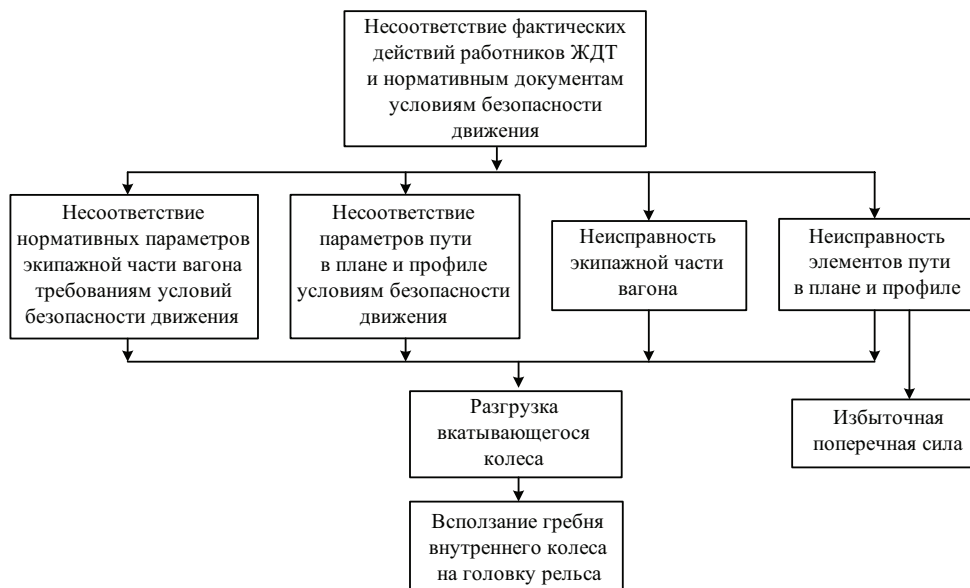 Несоответствие фактических
действий работников ЖДТ
и нормативным документам
условиям безопасности
движения
Несоответствие
нормативных параметров
экипажной части вагона
требованиям условий
безопасности движения
Несоответствие
параметров пути
в плане и профиле
условиям безопасности
движения
Неисправность
экипажной части
вагона
Неисправность
элементов пути
в плане и профиле
Разгрузка
вкатывающегося
колеса
Избыточная
поперечная сила
Всползание гребня
внутреннего колеса
на головку рельса